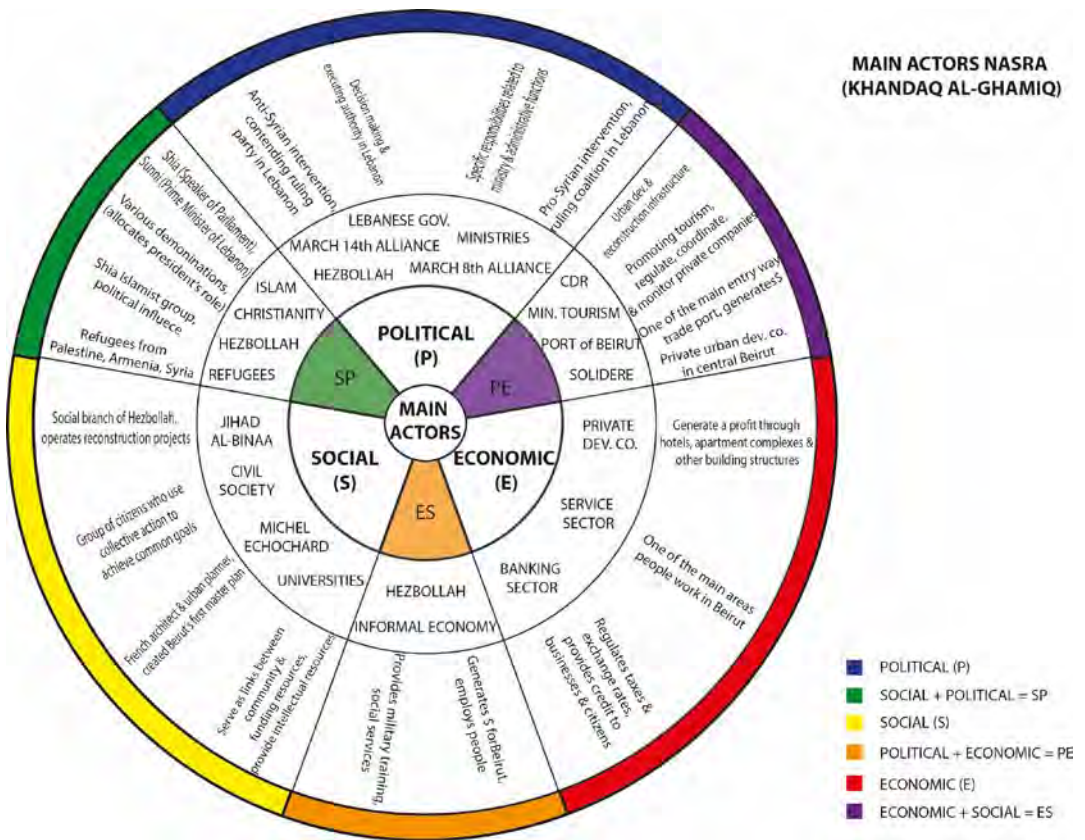 MAIN ACTORS NASRA
(KHANDAQ AL-GHAMIQ)
Anti-Syrian intervention,
contending ruling
party in Lebanon
Decision making &
executing authority in Lebanon
Specific responsibilities related to
ministry & administrative functions
Pro-Syrian intervention,
ruling coalition in Lebanon
Urban dev. &
reconstruction infrastructure
Promoting tourism,
regulate, coordinate,
& monitor private companies
One of the main entry way
trade port, generates$
Private urban dev. co.
in central Beirut
Shia (Speaker of Parliament),
Sunni (Prime Minister of Lebanon)
Various demoninations,
(allocates president's role)
Shia Islamist group,
political influece
Refugees from
Palestine, Armenia, Syria
LEBANESE GOV.
MINISTRIES
MARCH 14th ALLIANCE
HEZBOLLAH
MARCH 8th ALLIANCE
ISLAM
CHRISTIANITY
HEZBOLLAH
REFUGEES
CDR
MIN. TOURISM
PORT of BEIRUT
SOLIDERE
POLITICAL
(P)
SP
PE
MAIN
ACTORS
SOCIAL
(S)
ECONOMIC
(E)
ES
JIHAD
AL-BINAA
CIVIL
SOCIETY
MICHEL
ECHOCHARD
UNIVERSITIES
HEZBOLLAH
INFORMAL ECONOMY
BANKING
SECTOR
SERVICE
SECTOR
PRIVATE
DEV. CO.
Social branch of Hezbollah,
operates reconstruction projects
Group of citizens who use
collective action to
achieve common goals
French architect & urban planner,
created Beirut's first master plan
Serve as links between
community &
funding resources,
provide intellectual resources
Provides military training,
social services
Generates $ forBeirut,
employs people
Regulates taxes &
exchange rates,
provides credit to
businesses & citizens
One of the main areas
people work in Beirut
Generate a profit through
hotels, apartment complexes &
other building structures
POLITICAL (P)
SOCIAL + POLITICAL = SP
SOCIAL (S)
POLITICAL + ECONOMIC = PE
ECONOMIC (E)
ECONOMIC + SOCIAL = ES